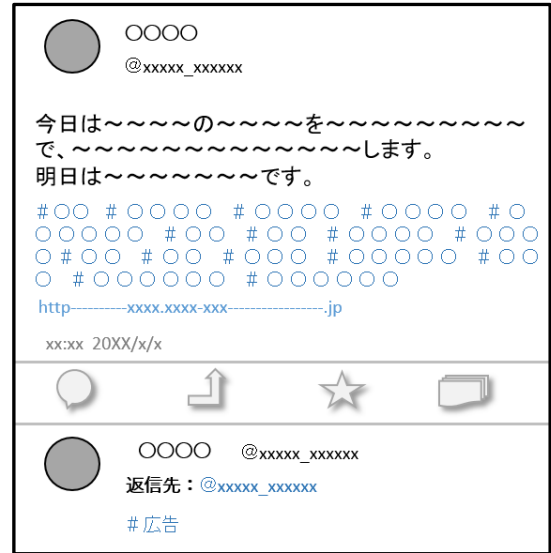 〇〇〇〇
@xxxxx_xxxxxx
今日は～～～～の～～～～を～～～～～～～～～
で、～～～～～～～～～～～～～します。
明日は～～～～～～～です。
#〇〇 #〇〇〇〇 #〇〇〇〇 #〇〇〇〇 #〇
〇〇〇〇〇 #〇〇 #〇〇 #〇〇〇〇 #〇〇〇
〇#〇〇 #〇〇 #〇〇〇 #〇〇〇〇〇 #〇〇
〇 #〇〇〇〇〇〇 #〇〇〇〇〇〇
http----------xxxx.xxxx-xxx-----------------.jp
xx:xx 20XX/x/x
〇〇〇〇 @xxxxx_xxxxxx
返信先：@xxxxx_xxxxxx
#広告